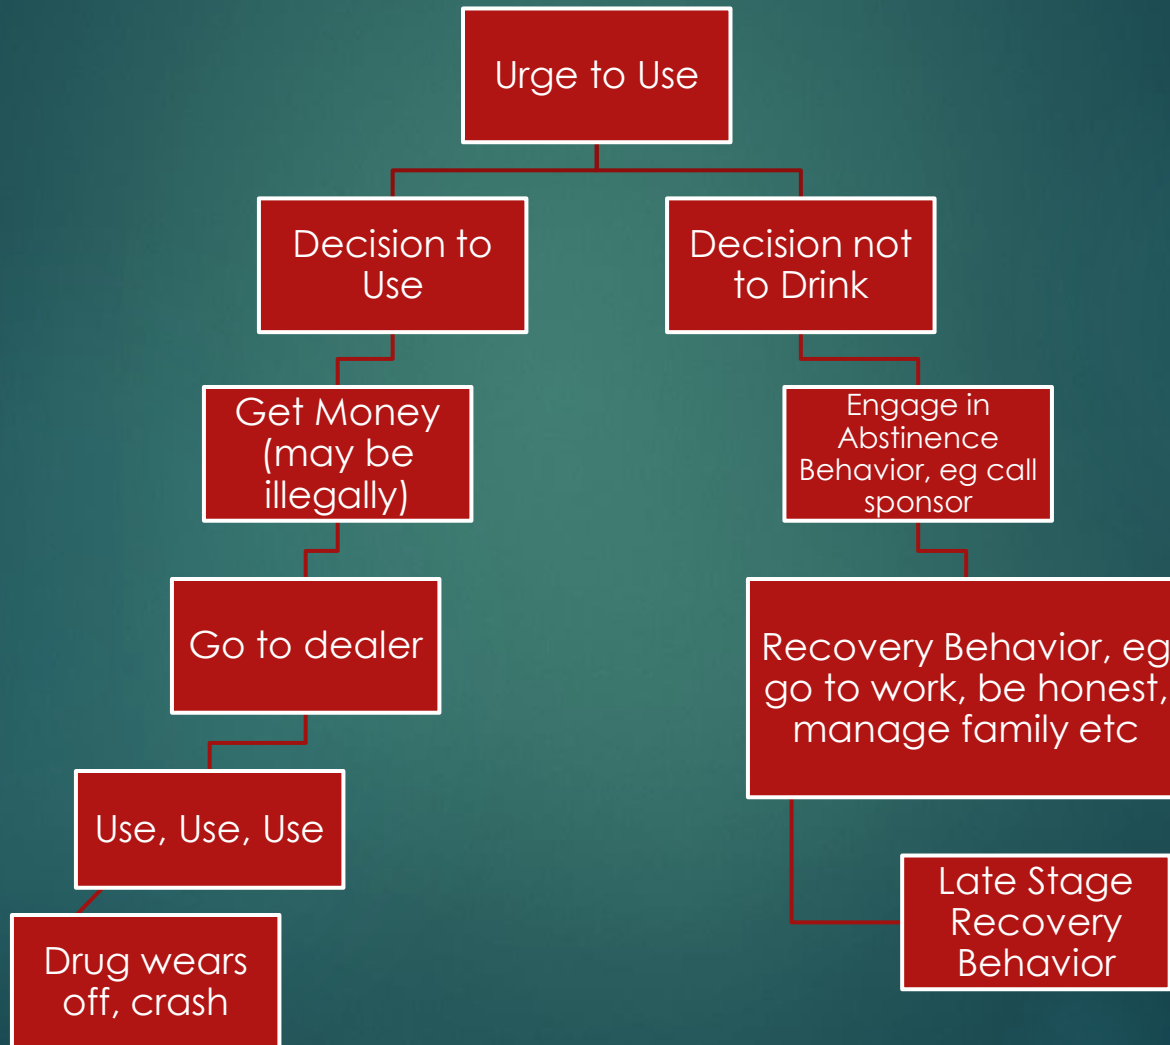 Urge to Use
Decision to
Use
Decision not
to Drink
Get Money
(may be
illegally)
Engage in
Abstinence
Behavior, eg call
sponsor
Go to dealer
Recovery Behavior, eg
go to work, be honest,
manage family etc
Use, Use, Use
Late Stage
Recovery
Behavior
Drug wears
off, crash